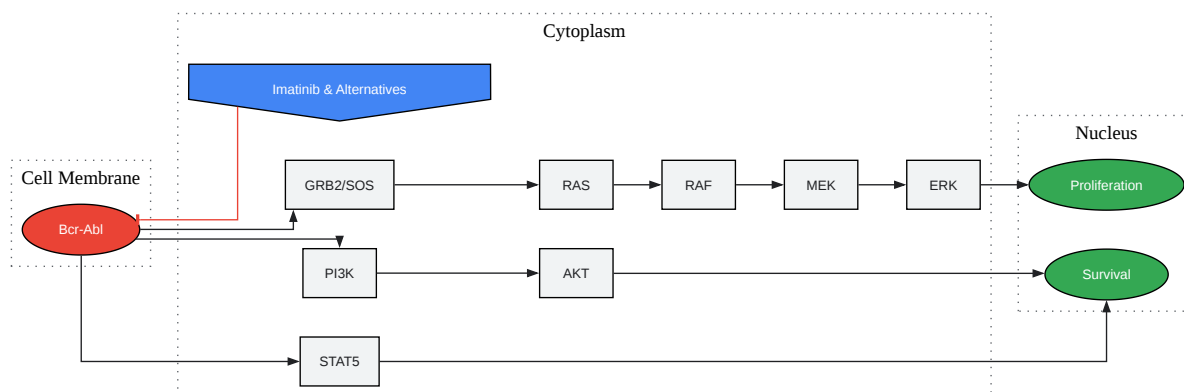 Cytoplasm
Imatinib & Alternatives
Nucleus
Cell Membrane
GRB2/SOS
RAS
RAF
MEK
ERK
Proliferation
Bcr-Abl
PI3K
AKT
Survival
STAT5